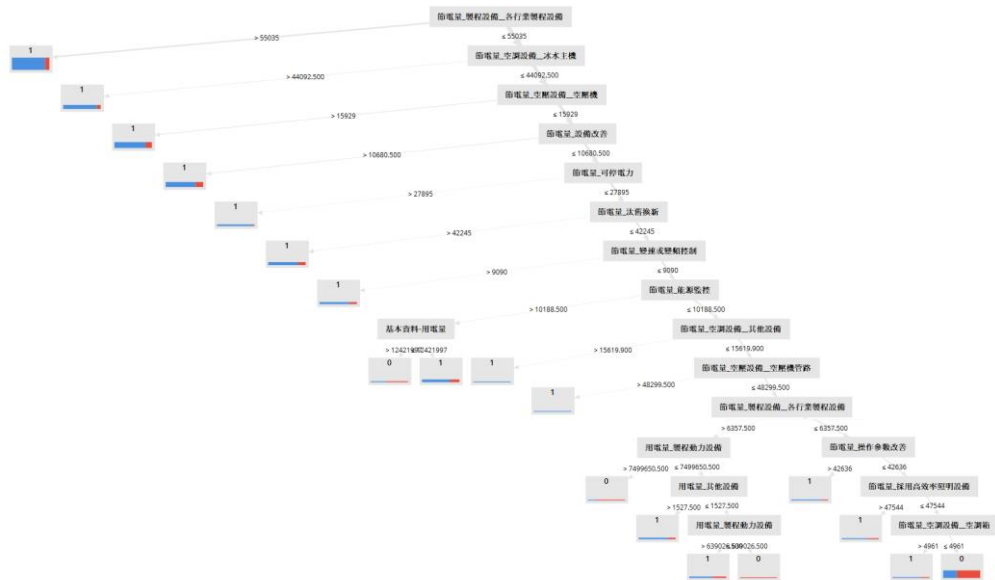 節電量_製程設備__各行業製程設備
> 55035
≤ 55035
1
節電量_空調設備__冰水主機
> 44092.500
≤ 44092.500
1
節電量_空壓設備__空壓機
> 15929
≤ 15929
1
節電量_設備改善
> 10680.500
≤ 10680.500
1
節電量_可停電力
> 27895
≤ 27895
1
節電量_汰舊換新
> 42245
≤ 42245
1
節電量_變速或變頻控制
> 9090
≤ 9090
1
節電量_能源監控
> 10188.500
≤ 10188.500
基本資料-用電量
節電量_空調設備__其他設備
> 15619.900
≤ 15619.900
0
1
1
節電量_空壓設備__空壓機管路
> 48299.500
≤ 48299.500
1
節電量_製程設備__各行業製程設備
> 6357.500
≤ 6357.500
用電量_製程動力設備
節電量_操作參數改善
> 7499650.500
≤ 7499650.500
> 42636
≤ 42636
0
用電量_其他設備
1
節電量_採用高效率照明設備
> 1527.500
≤ 1527.500
> 47544
≤ 47544
1
用電量_製程動力設備
1
節電量_空調設備__空調箱
> 4961
≤ 4961
1
0
1
0